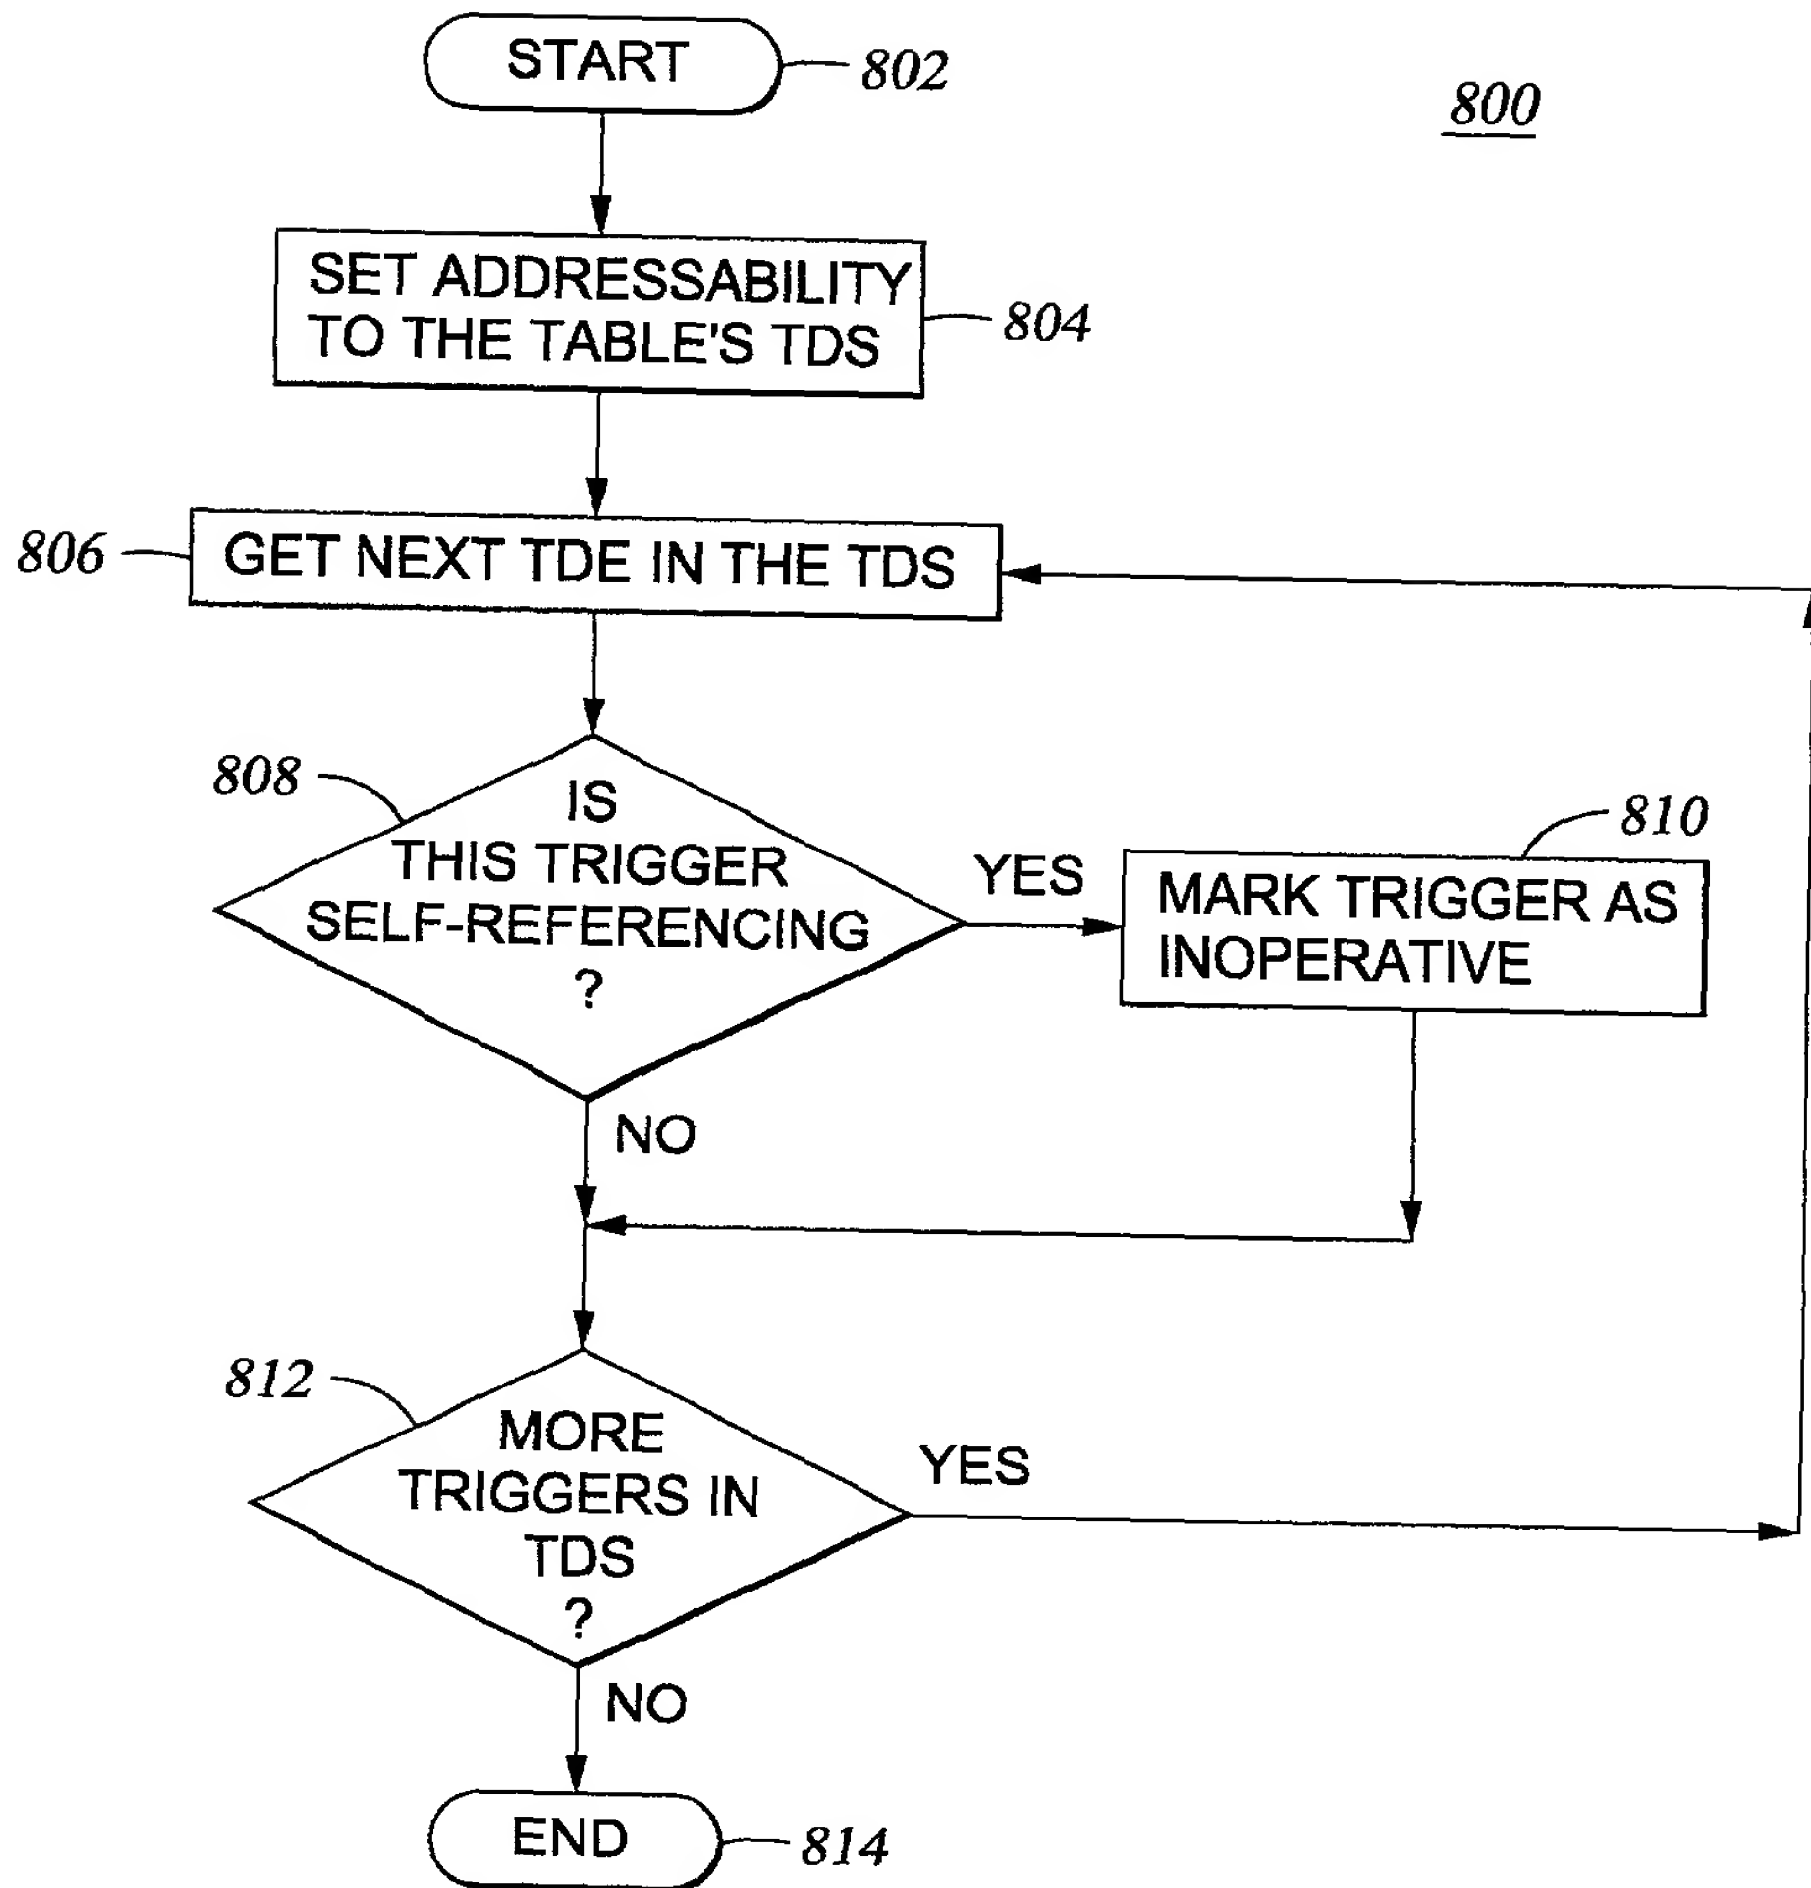 START
802
800
SET ADDRESSABILITY
TO THE TABLE'S TDS
804
806
GET NEXT TDE IN THE TDS
808
IS
THIS TRIGGER
SELF-REFERENCING
?
YES
810
MARK TRIGGER AS
INOPERATIVE
NO
812
MORE
TRIGGERS IN
TDS
?
YES
NO
END
814